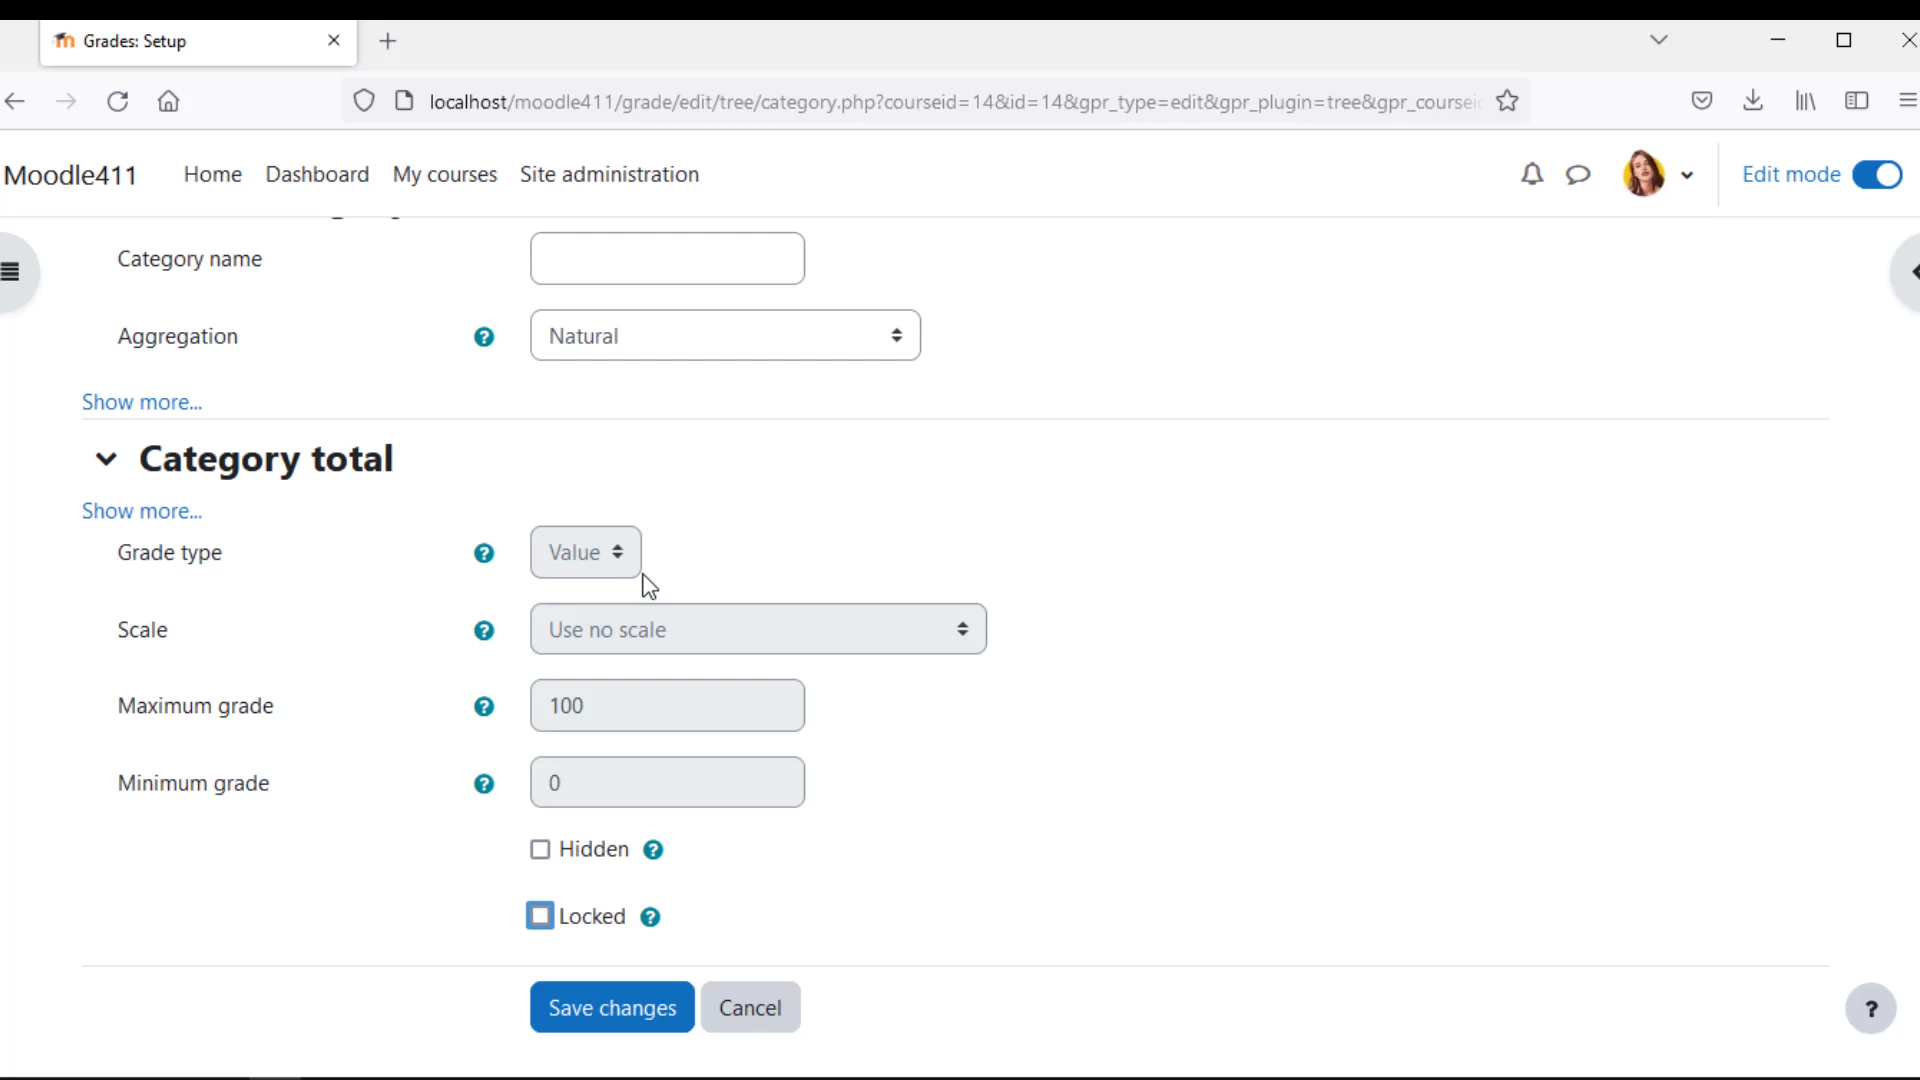 Grades: Setup
localhost/moodle411/grade/edit/tree/category.php?courseid=14&id=14&gpr_type=edit&gpr_plugin=tree&gpr_courseid
Moodle411 Home Dashboard My courses Site administration Edit mode
Category name
Aggregation ? Natural
Show more...
Category total
Show more...
Grade type ? Value
Scale ? Use no scale
Maximum grade ? 100
Minimum grade ? 0
Hidden ?
Locked ?
Save changes Cancel
?